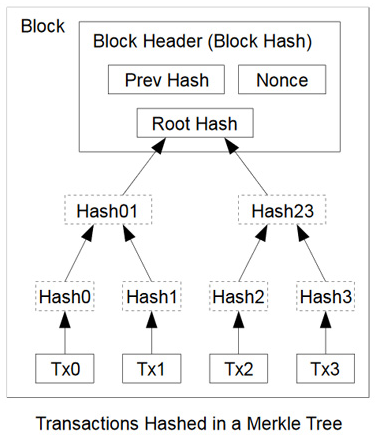 Block
Block Header (Block Hash)
Prev Hash
Nonce
Root Hash
Hash01
Hash23
Hash0
Hash1
Hash2
Hash3
Tx0
Tx1
Tx2
Tx3
Transactions Hashed in a Merkle Tree